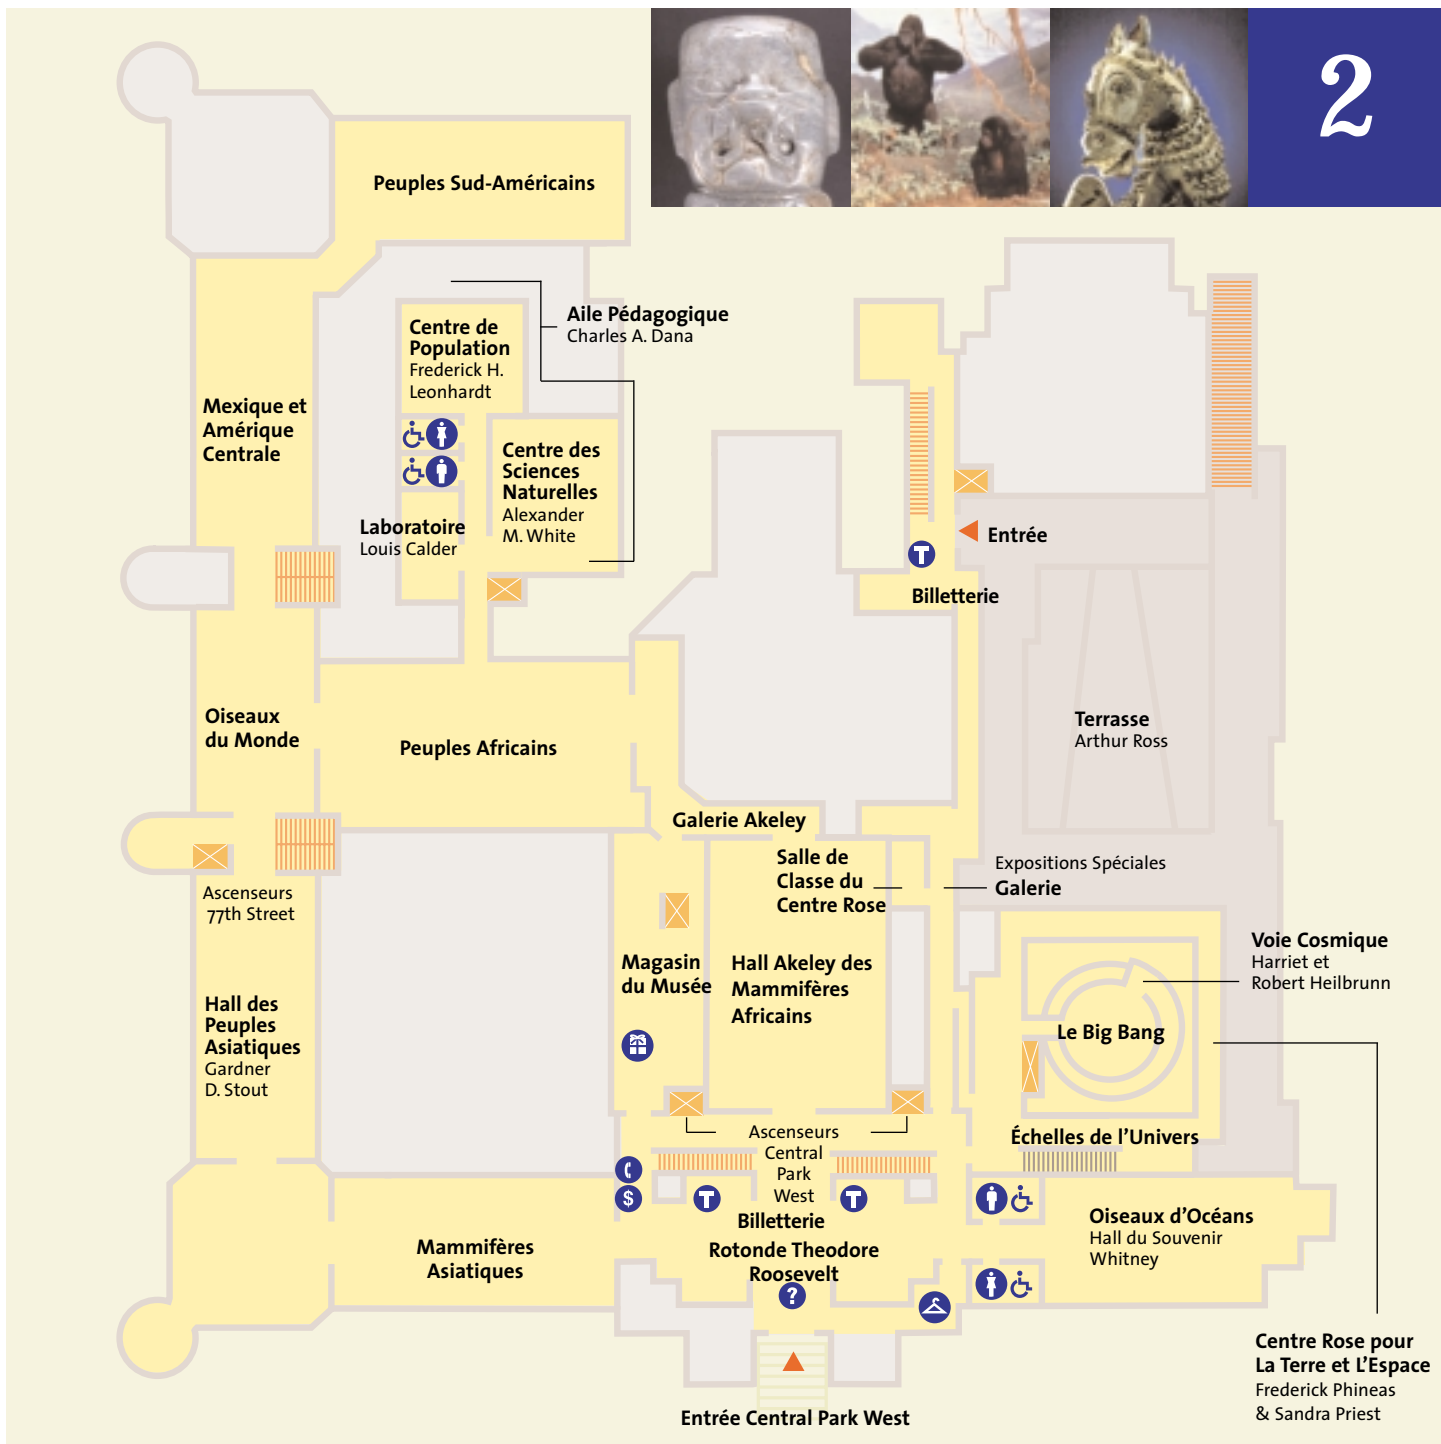 2
Peuples Sud-Américains
Aile Pédagogique
Charles A. Dana
Centre de
Population
Frederick H.
Leonhardt
Mexique et
Amérique
Centrale
Centre des
Sciences
Naturelles
Alexander
M. White
Laboratoire
Louis Calder
Entrée
T
Billetterie
Oiseaux
du Monde
Peuples Africains
Terrasse
Arthur Ross
Galerie Akeley
Salle de
Classe du
Centre Rose
Expositions Spéciales
Galerie
Ascenseurs
77th Street
Magasin
du Musée
Hall Akeley des
Mammifères
Africains
Voie Cosmique
Harriet et
Robert Heilbrunn
Hall des
Peuples
Asiatiques
Gardner
D. Stout
Le Big Bang
Ascenseurs
Central
Park
West
Échelles de l'Univers
$
T
T
Billetterie
Rotonde Theodore
Roosevelt
?
Mammifères
Asiatiques
Oiseaux d'Océans
Hall du Souvenir
Whitney
Centre Rose pour
La Terre et L'Espace
Frederick Phineas
& Sandra Priest
Entrée Central Park West